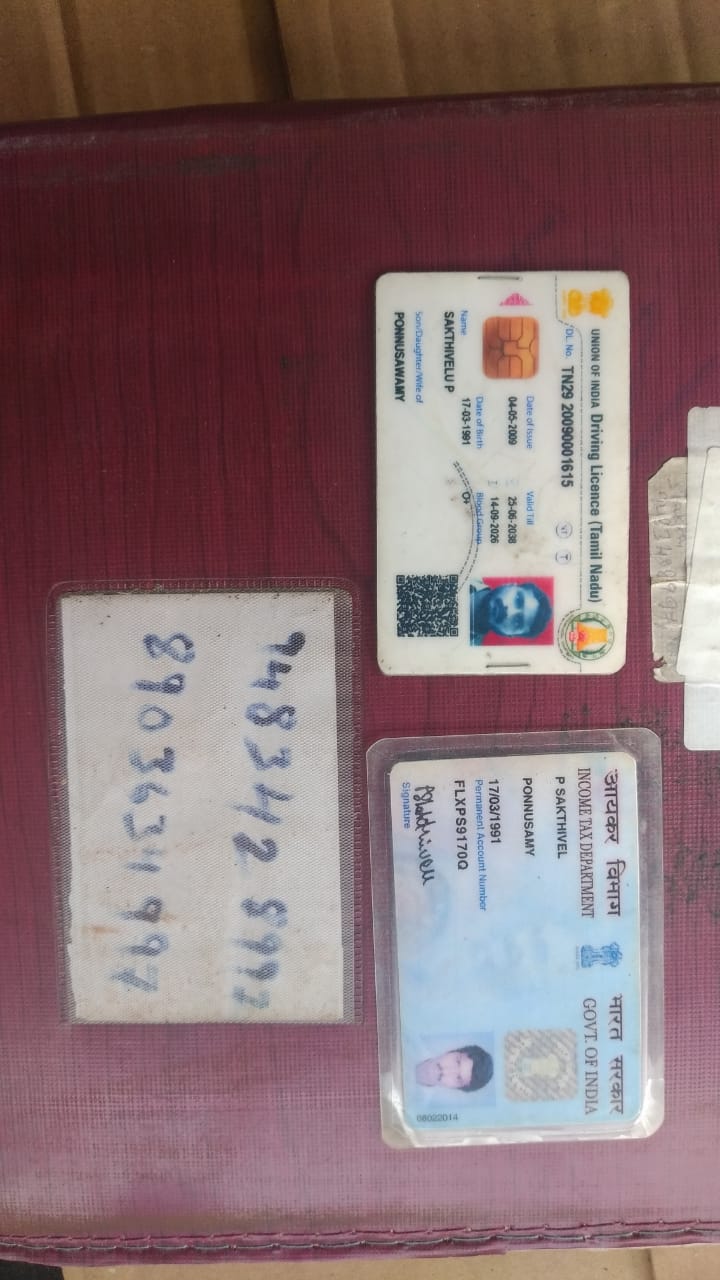 UNION OF INDIA Driving Licence (Tamil Nadu)
DL. No. TN29 20090001615
Date of Issue Valid Till
04-05-2009 25-06-2038
14-09-2026
Name Date of Birth Blood Group
SAKTHIVELU P 17-03-1991 O+
Son/Daughter/Wife of
PONNUSAWAMY
आयकर विभाग भारत सरकार
INCOME TAX DEPARTMENT GOVT. OF INDIA
P SAKTHIVEL
PONNUSAMY
17/03/1991
Permanent Account Number
FLXPS9170Q
Signature
08022014
89036341997